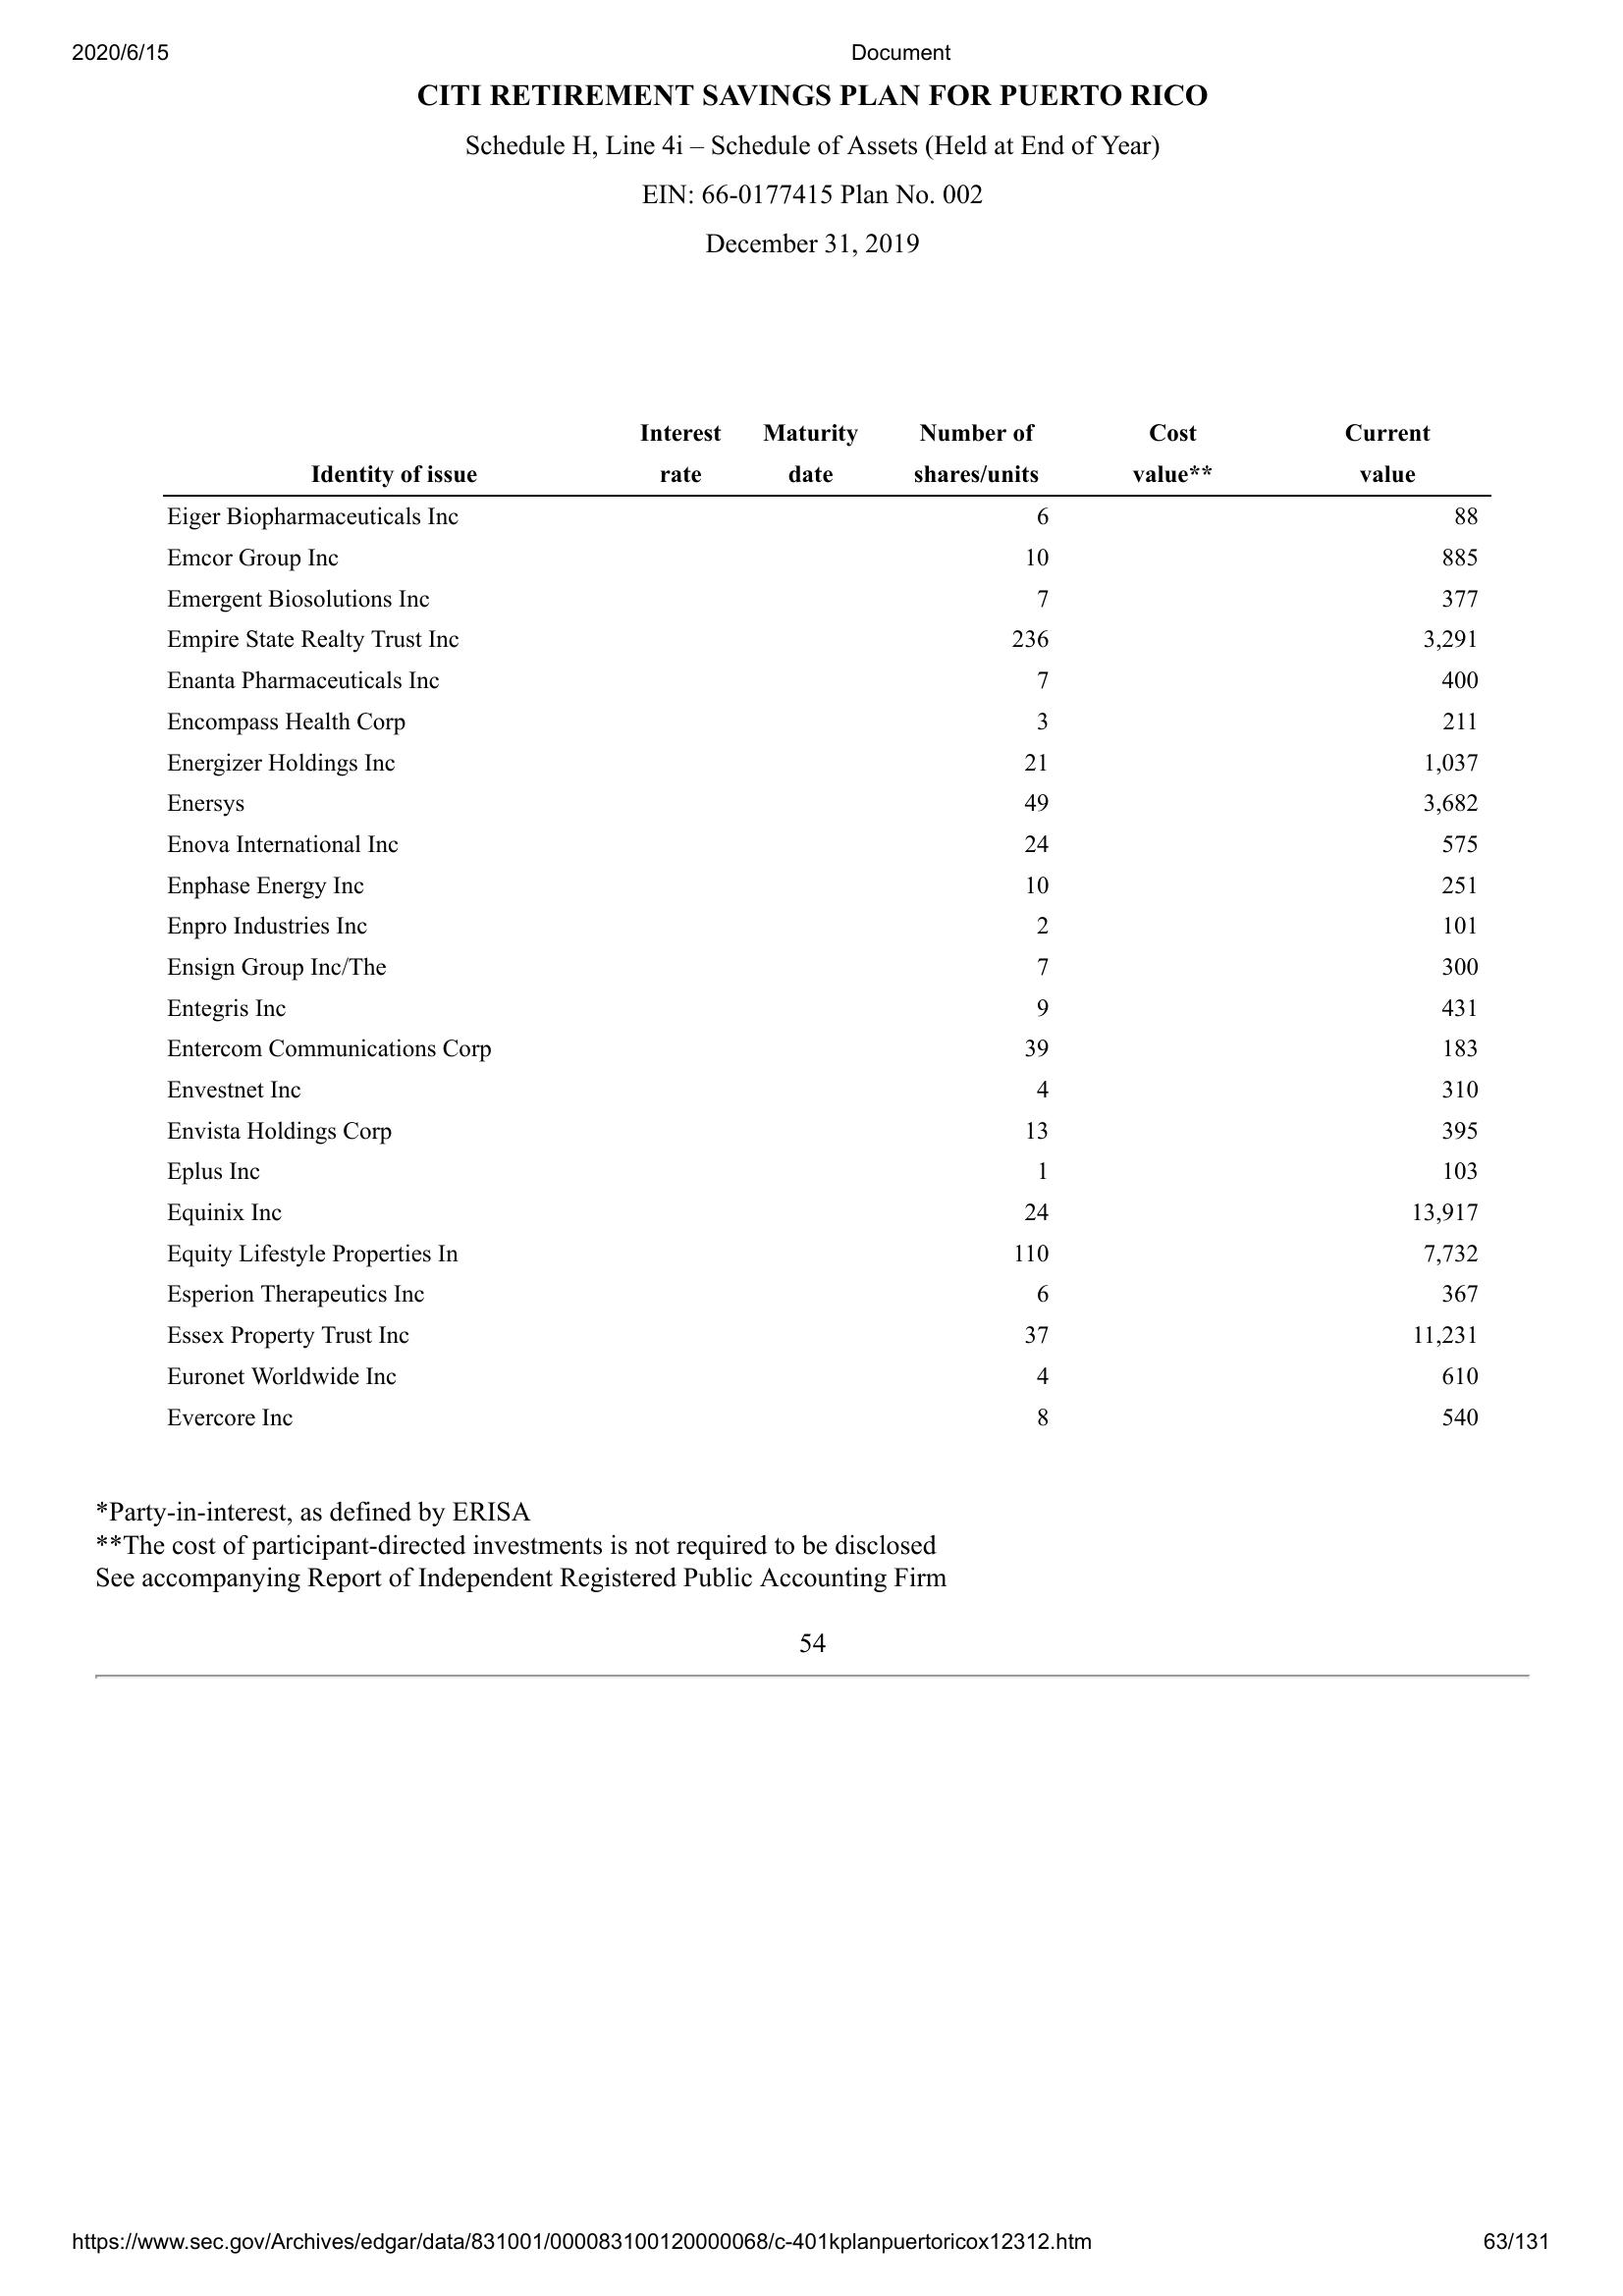 2020/6/15 Document
CITI RETIREMENT SAVINGS PLAN FOR PUERTO RICO
Schedule H, Line 4i – Schedule of Assets (Held at End of Year)
EIN: 66-0177415 Plan No. 002
December 31, 2019
Interest Maturity Number of Cost Current
Identity of issue rate date shares/units value** value
Eiger Biopharmaceuticals Inc 6 88
Emcor Group Inc 10 885
Emergent Biosolutions Inc 7 377
Empire State Realty Trust Inc 236 3,291
Enanta Pharmaceuticals Inc 7 400
Encompass Health Corp 3 211
Energizer Holdings Inc 21 1,037
Enersys 49 3,682
Enova International Inc 24 575
Enphase Energy Inc 10 251
Enpro Industries Inc 2 101
Ensign Group Inc/The 7 300
Entegris Inc 9 431
Entercom Communications Corp 39 183
Envestnet Inc 4 310
Envista Holdings Corp 13 395
Eplus Inc 1 103
Equinix Inc 24 13,917
Equity Lifestyle Properties In 110 7,732
Esperion Therapeutics Inc 6 367
Essex Property Trust Inc 37 11,231
Euronet Worldwide Inc 4 610
Evercore Inc 8 540
*Party-in-interest, as defined by ERISA
**The cost of participant-directed investments is not required to be disclosed
See accompanying Report of Independent Registered Public Accounting Firm
54
https://www.sec.gov/Archives/edgar/data/831001/000083100120000068/c-401kplanpuertoricox12312.htm 63/131